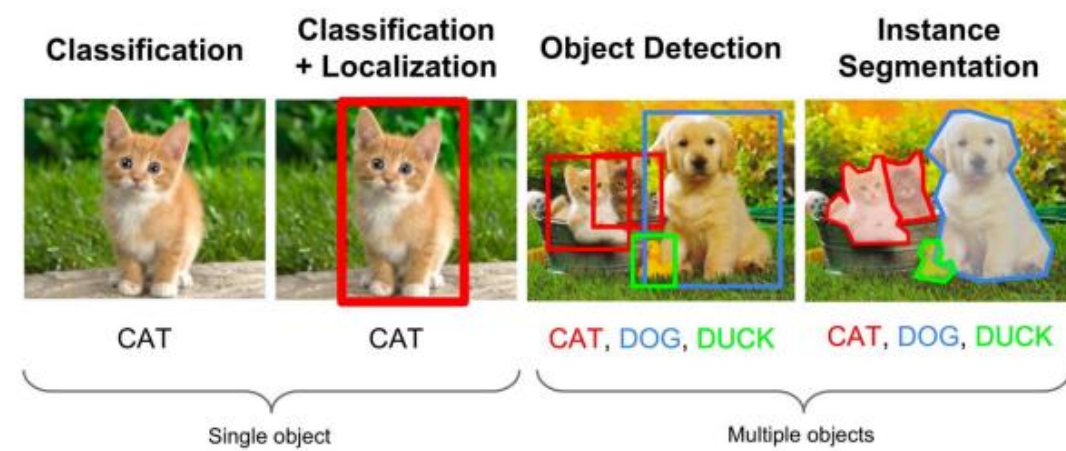 Classification
Classification
+ Localization
Object Detection
Instance
Segmentation
CAT
CAT
CAT, DOG, DUCK
CAT, DOG, DUCK
Single object
Multiple objects